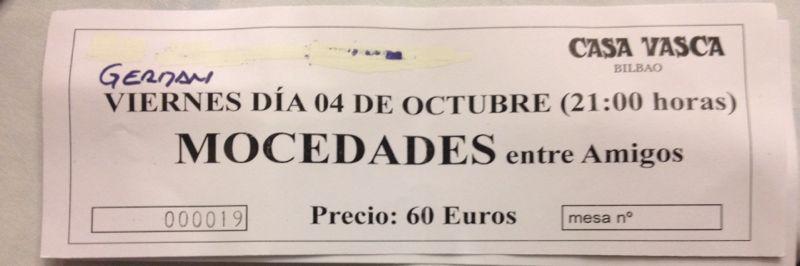 CASA VASCA
BILBAO
GERMAN
VIERNES DÍA 04 DE OCTUBRE (21:00 horas)
MOCEDADES entre Amigos
000019
Precio: 60 Euros
mesa nº